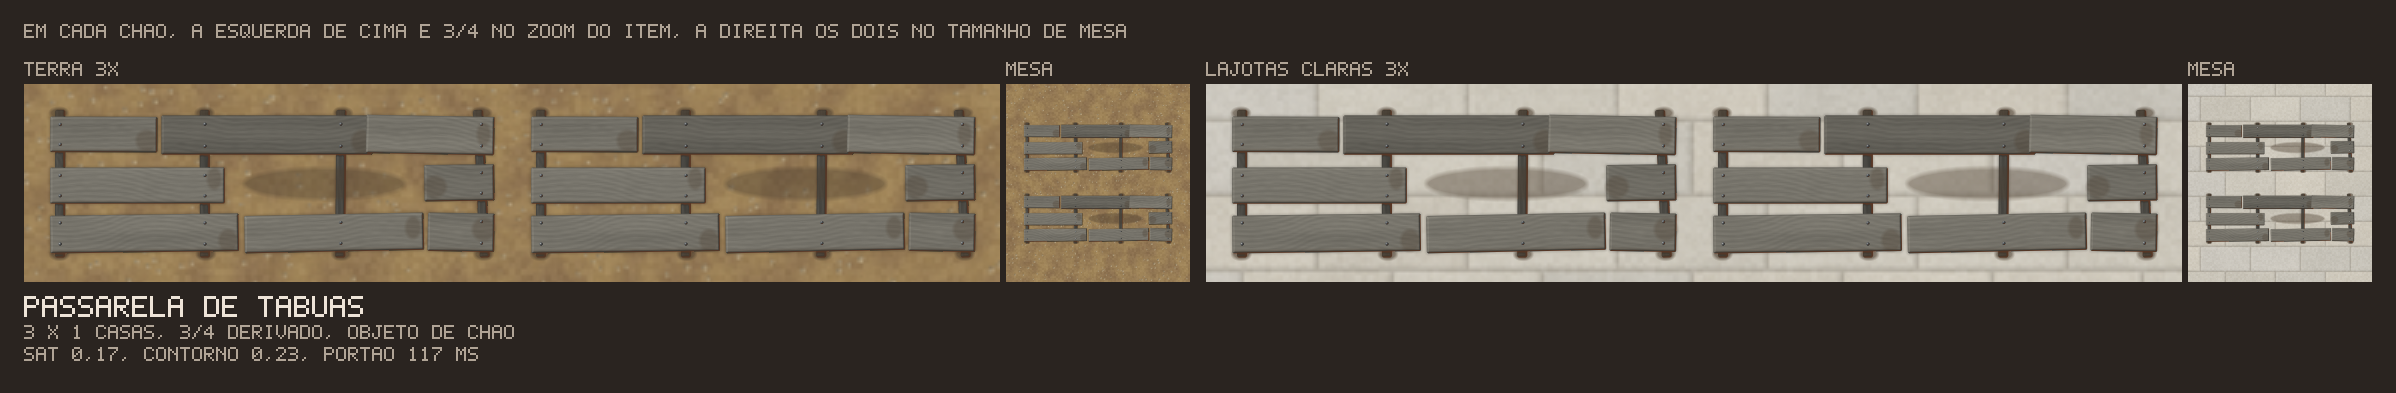 EM CADA CHAO, A ESQUERDA DE CIMA E 3/4 NO ZOOM DO ITEM, A DIREITA OS DOIS NO TAMANHO DE MESA
TERRA 3X
MESA
LAJOTAS CLARAS 3X
MESA
PASSARELA DE TABUAS
3 X 1 CASAS, 3/4 DERIVADO, OBJETO DE CHAO
SAT 0,17, CONTORNO 0,23, PORTAO 117 MS